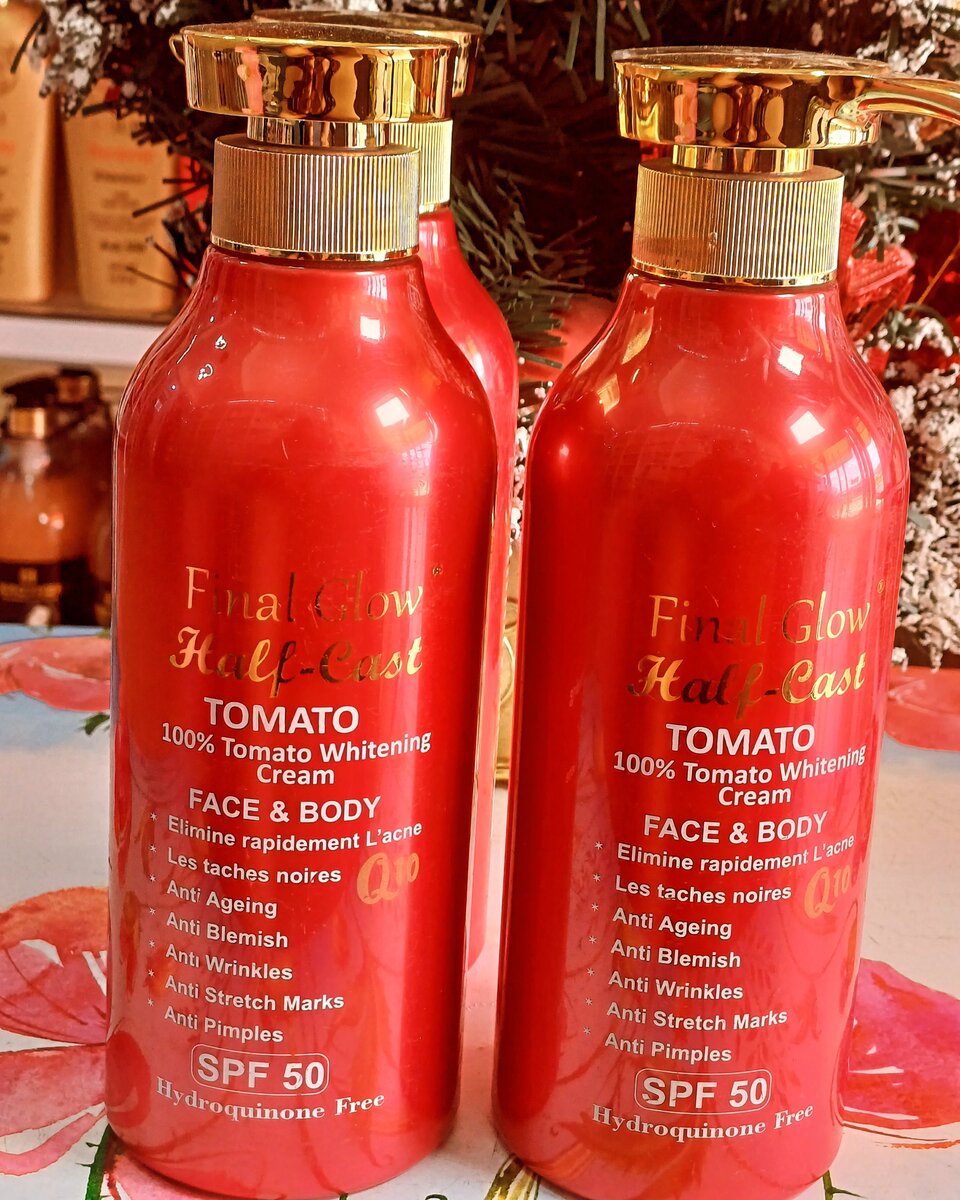 Final Glow
Half-Cast
TOMATO
100% Tomato Whitening
Cream
FACE & BODY
* Elimine rapidement L'acne
* Les taches noires
Q10
* Anti Ageing
* Anti Blemish
* Anti Wrinkles
* Anti Stretch Marks
* Anti Pimples
SPF 50
Hydroquinone Free
Final Glow
Half-Cast
TOMATO
100% Tomato Whitening
Cream
FACE & BODY
* Elimine rapidement L'acne
* Les taches noires
Q10
* Anti Ageing
* Anti Blemish
* Anti Wrinkles
* Anti Stretch Marks
* Anti Pimples
SPF 50
Hydroquinone Free